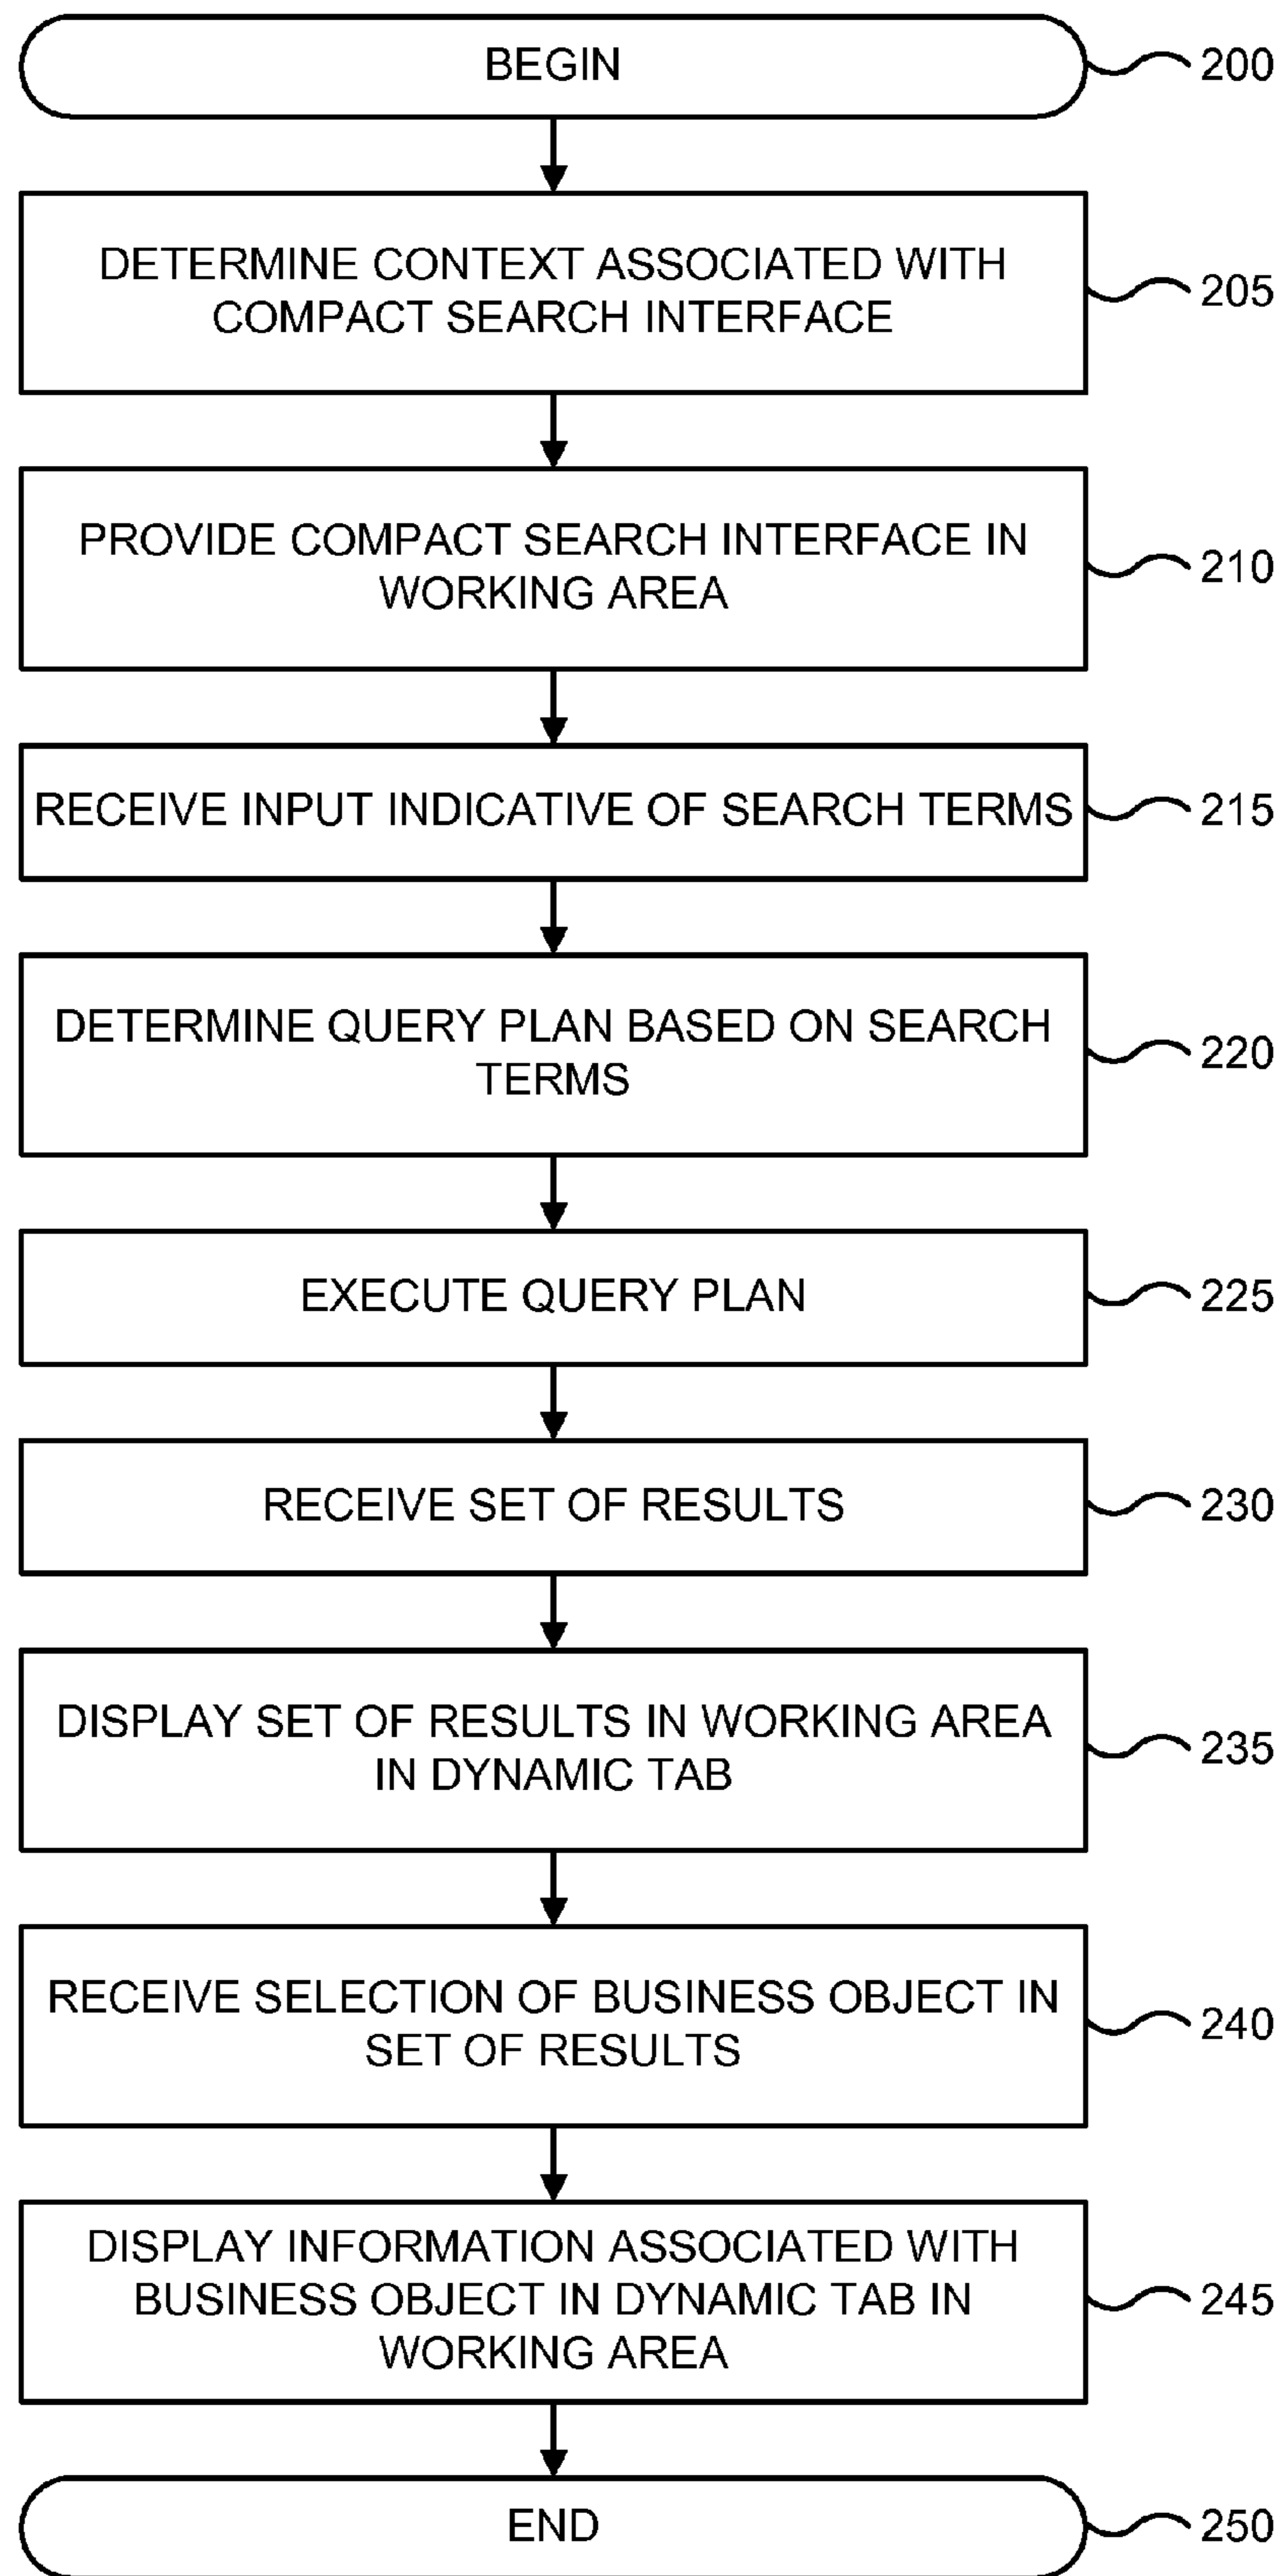 BEGIN
200
DETERMINE CONTEXT ASSOCIATED WITH
COMPACT SEARCH INTERFACE
205
PROVIDE COMPACT SEARCH INTERFACE IN
WORKING AREA
210
RECEIVE INPUT INDICATIVE OF SEARCH TERMS
215
DETERMINE QUERY PLAN BASED ON SEARCH
TERMS
220
EXECUTE QUERY PLAN
225
RECEIVE SET OF RESULTS
230
DISPLAY SET OF RESULTS IN WORKING AREA
IN DYNAMIC TAB
235
RECEIVE SELECTION OF BUSINESS OBJECT IN
SET OF RESULTS
240
DISPLAY INFORMATION ASSOCIATED WITH
BUSINESS OBJECT IN DYNAMIC TAB IN
WORKING AREA
245
END
250